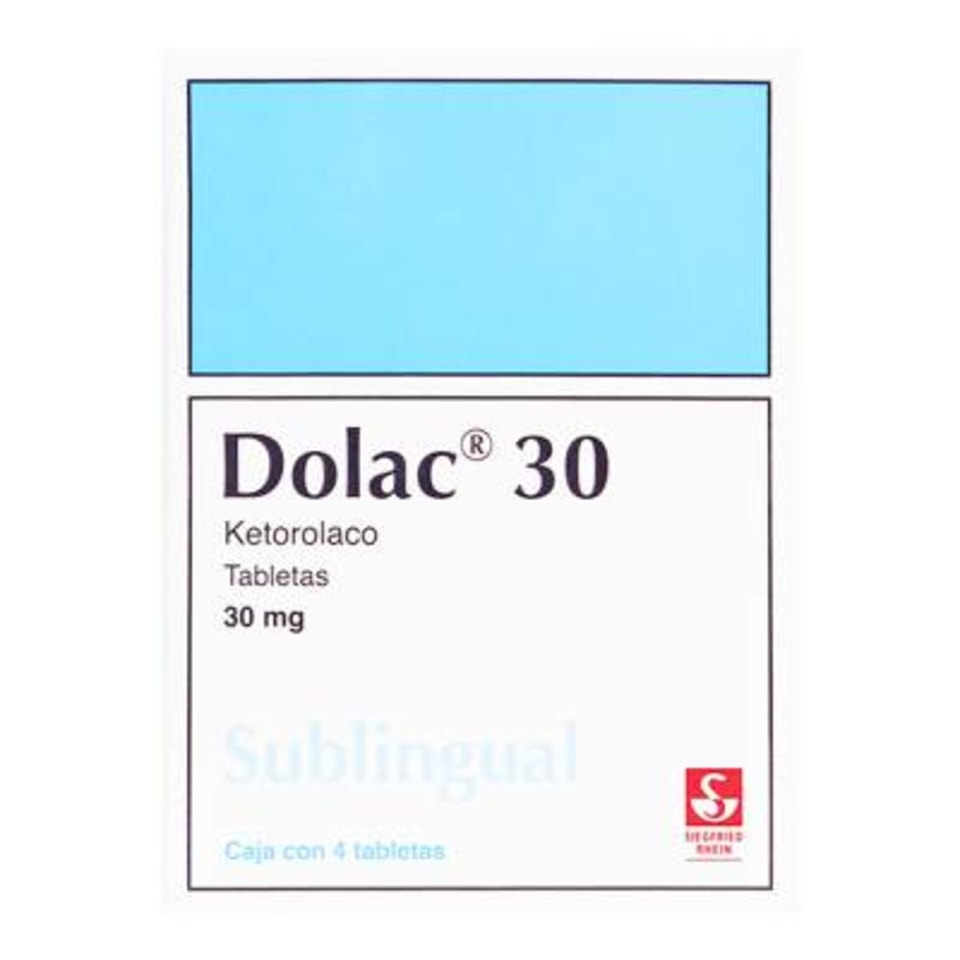 Dolac® 30
Ketorolaco
Tabletas
30 mg
Sublingual
Caja con 4 tabletas
SIEGFRIED
RHEIN